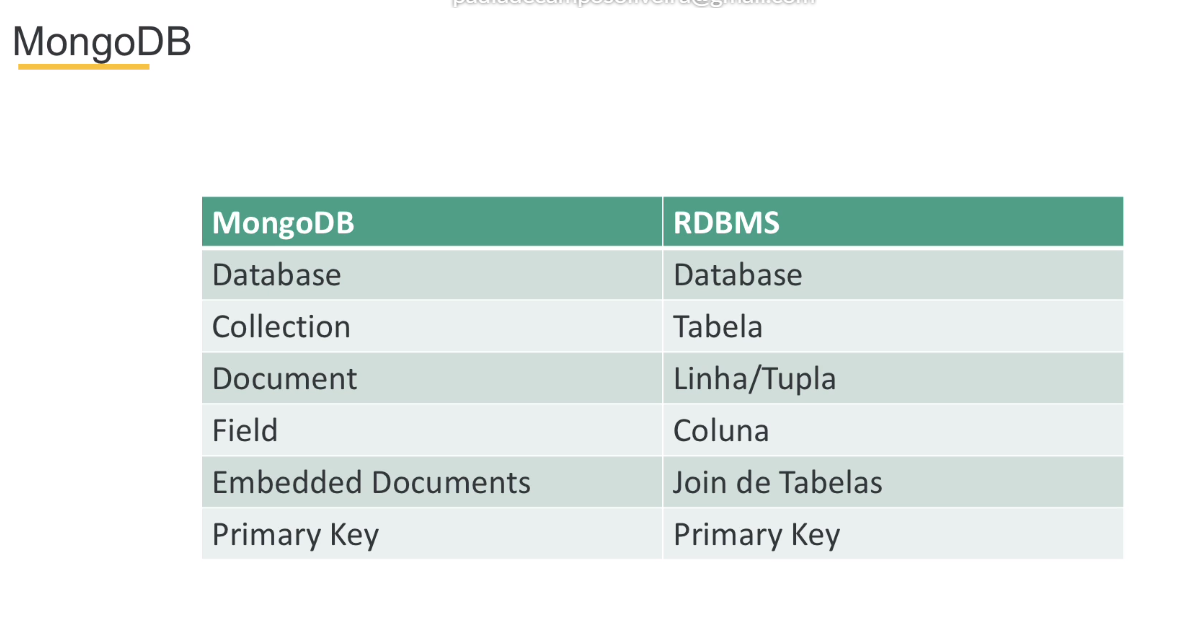 MongoDB
MongoDB RDBMS
Database Database
Collection Tabela
Document Linha/Tupla
Field Coluna
Embedded Documents Join de Tabelas
Primary Key Primary Key